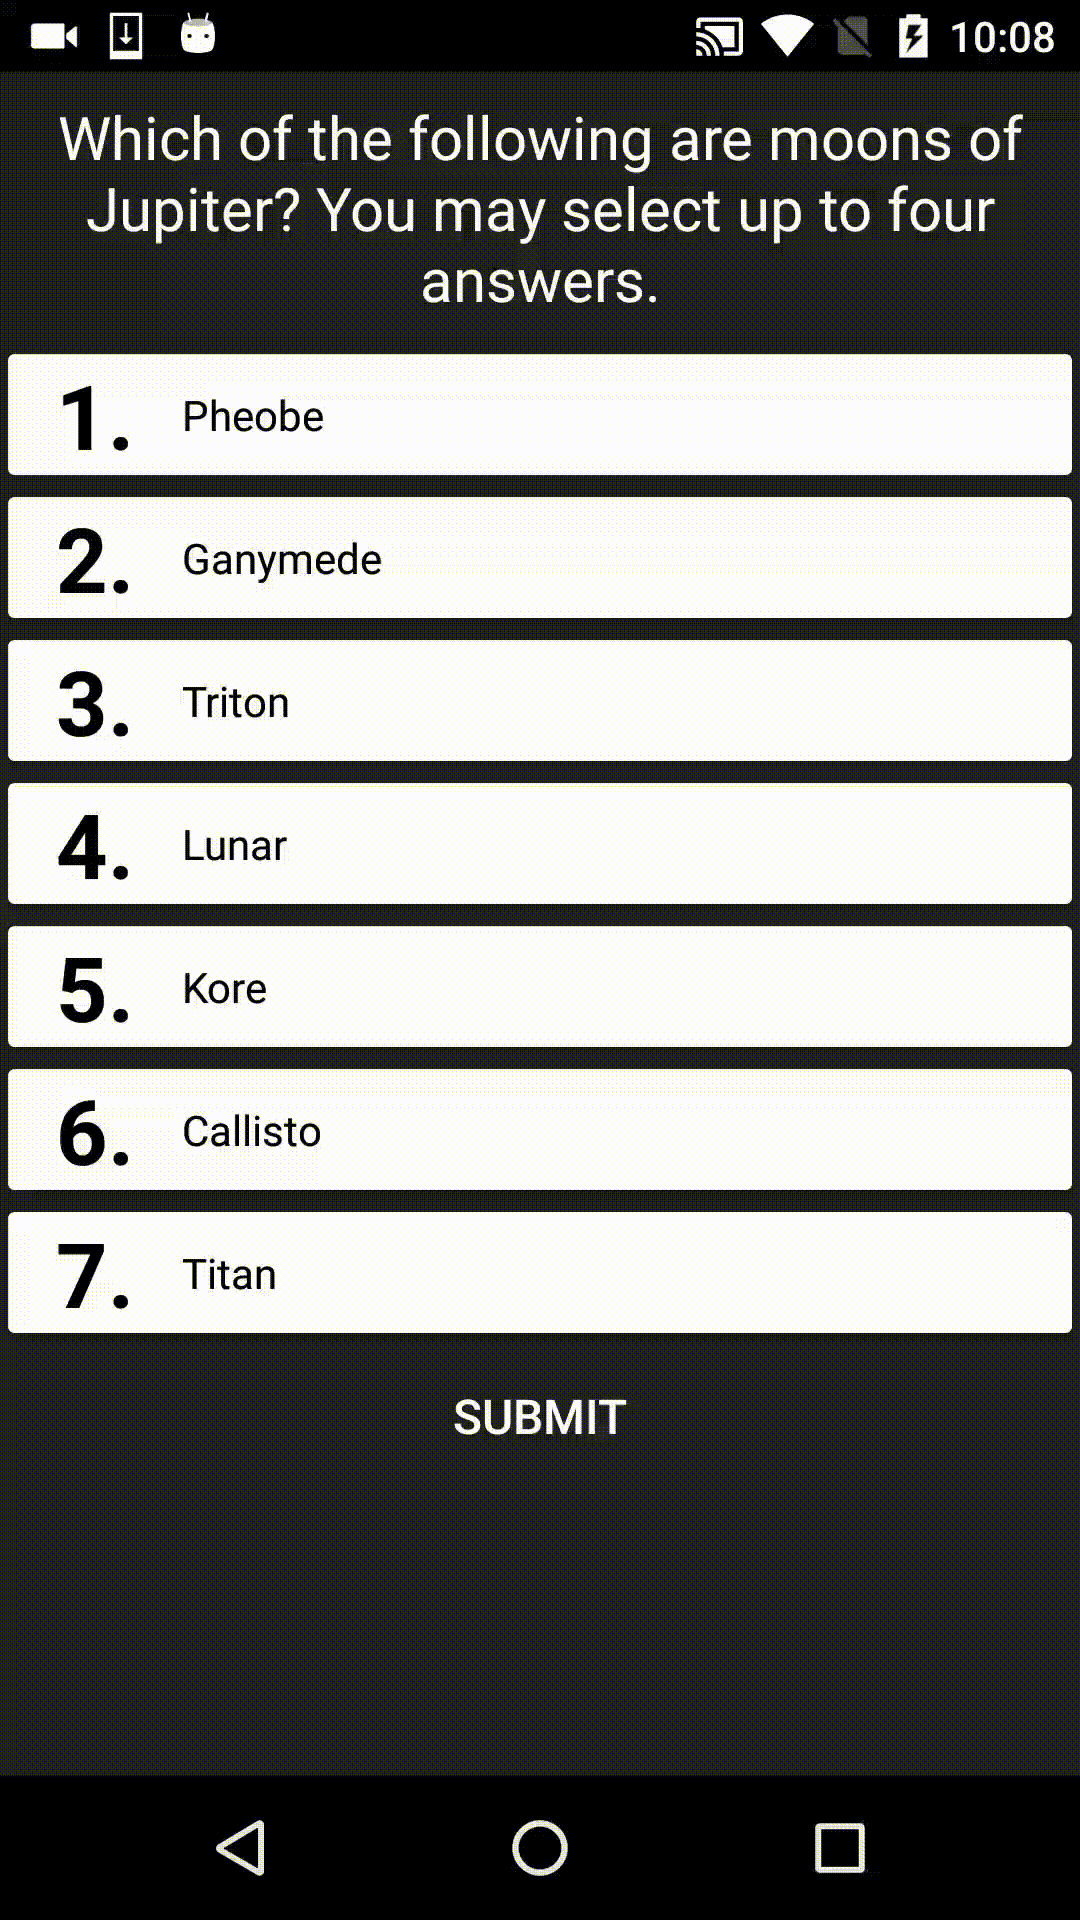 10:08
Which of the following are moons of
Jupiter? You may select up to four
answers.
1. Pheobe
2. Ganymede
3. Triton
4. Lunar
5. Kore
6. Callisto
7. Titan
SUBMIT